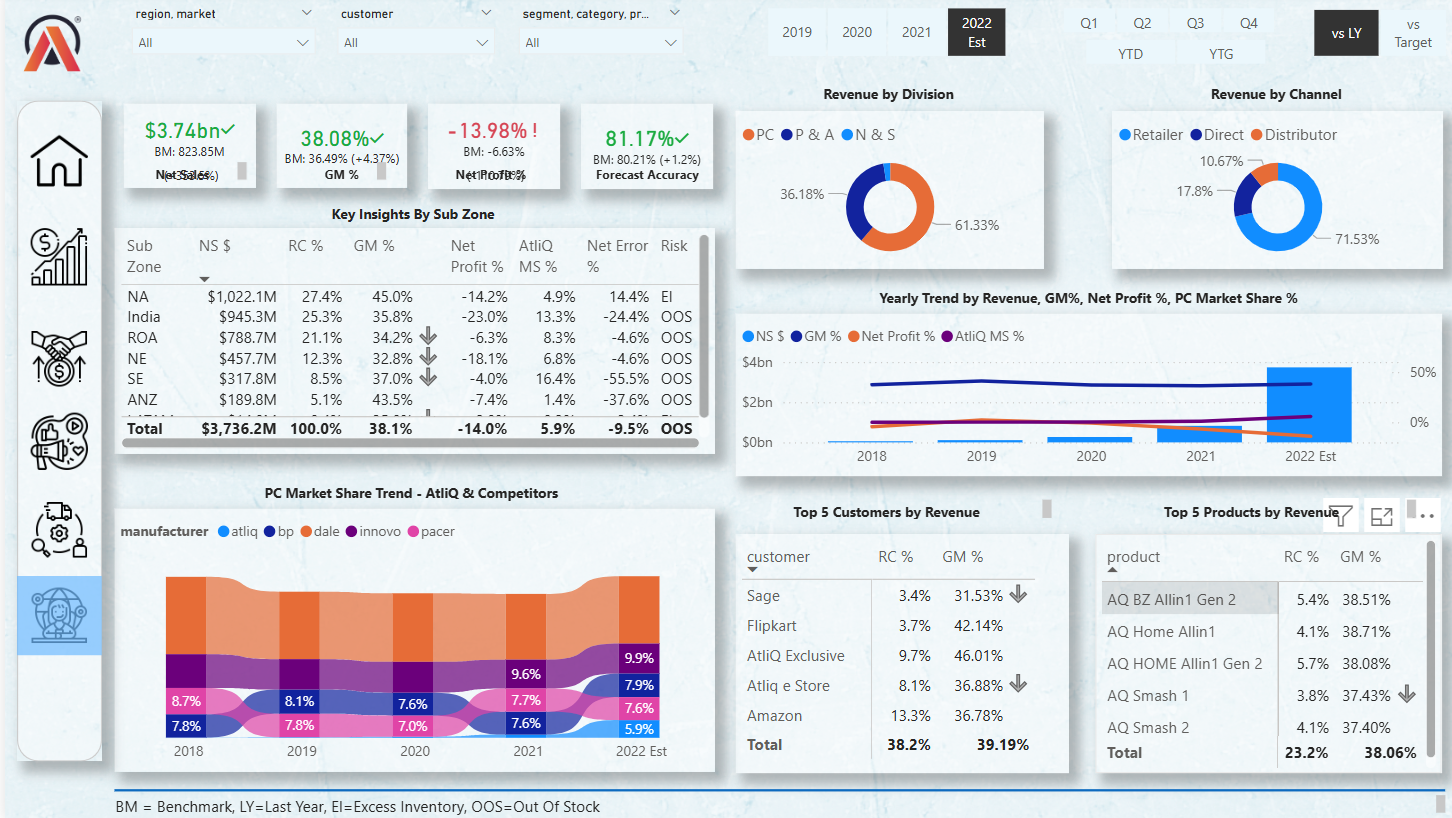 region, market
customer
segment, category, pr...
All
All
All
2019
2020
2021
2022
Est
Q1
Q2
Q3
Q4
YTD
YTG
vs LY
vs
Target
$3.74bn
BM: 823.85M
Net Sales
38.08%
BM: 36.49% (+4.37%)
GM %
-13.98% !
BM: -6.63%
Net Profit %
81.17%
BM: 80.21% (+1.2%)
Forecast Accuracy
Revenue by Division
PC P & A N & S
36.18%
61.33%
Revenue by Channel
Retailer Direct Distributor
10.67%
17.8%
71.53%
Key Insights By Sub Zone
Sub Zone NS $ RC % GM % Net Profit % AtliQ MS % Net Error % Risk
NA $1,022.1M 27.4% 45.0% -14.2% 4.9% 14.4% EI
India $945.3M 25.3% 35.8% -23.0% 13.3% -24.4% OOS
ROA $788.7M 21.1% 34.2% -6.3% 8.3% -4.6% OOS
NE $457.7M 12.3% 32.8% -18.1% 6.8% -4.6% OOS
SE $317.8M 8.5% 37.0% -4.0% 16.4% -55.5% OOS
ANZ $189.8M 5.1% 43.5% -7.4% 1.4% -37.6% OOS
Total $3,736.2M 100.0% 38.1% -14.0% 5.9% -9.5% OOS
Yearly Trend by Revenue, GM%, Net Profit %, PC Market Share %
NS $ GM % Net Profit % AtliQ MS %
$4bn
$2bn
$0bn
50%
0%
2018 2019 2020 2021 2022 Est
PC Market Share Trend - AtliQ & Competitors
manufacturer atliq bp dale innovo pacer
8.7%
7.8%
8.1%
7.8%
7.6%
7.0%
9.6%
7.7%
7.6%
9.9%
7.9%
7.6%
5.9%
2018 2019 2020 2021 2022 Est
Top 5 Customers by Revenue
customer RC % GM %
Sage 3.4% 31.53%
Flipkart 3.7% 42.14%
AtliQ Exclusive 9.7% 46.01%
Atliq e Store 8.1% 36.88%
Amazon 13.3% 36.78%
Total 38.2% 39.19%
Top 5 Products by Revenue
product RC % GM %
AQ BZ Allin1 Gen 2 5.4% 38.51%
AQ Home Allin1 4.1% 38.71%
AQ HOME Allin1 Gen 2 5.7% 38.08%
AQ Smash 1 3.8% 37.43%
AQ Smash 2 4.1% 37.40%
Total 23.2% 38.06%
BM = Benchmark, LY=Last Year, EI=Excess Inventory, OOS=Out Of Stock